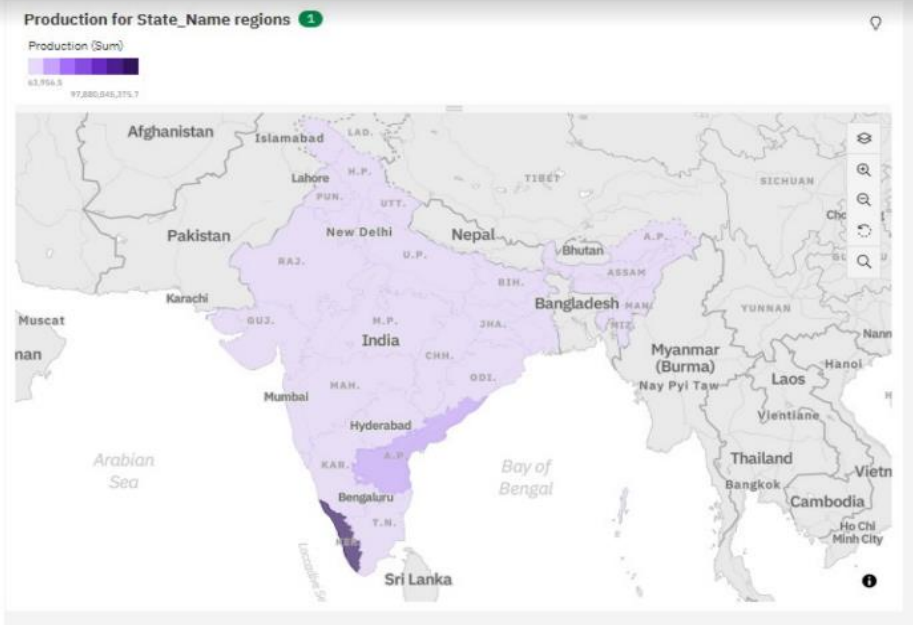 Production for State_Name regions 1
Production (Sum)
63,956.5
97,880,045,375.7
Afghanistan
Islamabad
LAD.
Lahore
H.P.
TIBET
SICHUAN
PUN.
UTT.
Pakistan
New Delhi
Nepal
A.P.
RAJ.
U.P.
Bhutan
ASSAM
BIH.
Karachi
Bangladesh
MAN.
YUNNAN
Muscat
GUJ.
M.P.
JHA.
MIZ.
India
Hanoi
CHH.
Myanmar
(Burma)
ODI.
Laos
Nay Pyi Taw
MAH.
Mumbai
Vientiane
Hyderabad
Arabian
Sea
KAR.
A.P.
Bay of
Bengal
Thailand
Bangkok
Vietn
Bengaluru
Cambodia
T.N.
KER.
Ho Chi
Minh City
Sri Lanka